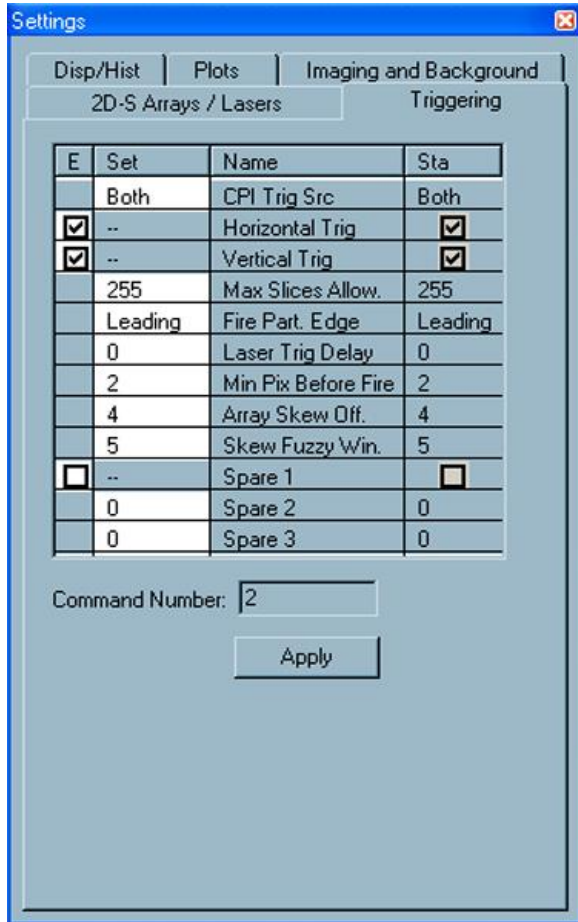 Settings
Disp/Hist Plots Imaging and Background
2D-S Arrays / Lasers Triggering
E Set Name Sta
Both CPI Trig Src Both
-- Horizontal Trig
-- Vertical Trig
255 Max Slices Allow. 255
Leading Fire Part. Edge Leading
0 Laser Trig Delay 0
2 Min Pix Before Fire 2
4 Array Skew Off. 4
5 Skew Fuzzy Win. 5
-- Spare 1
0 Spare 2 0
0 Spare 3 0
Command Number: 2
Apply